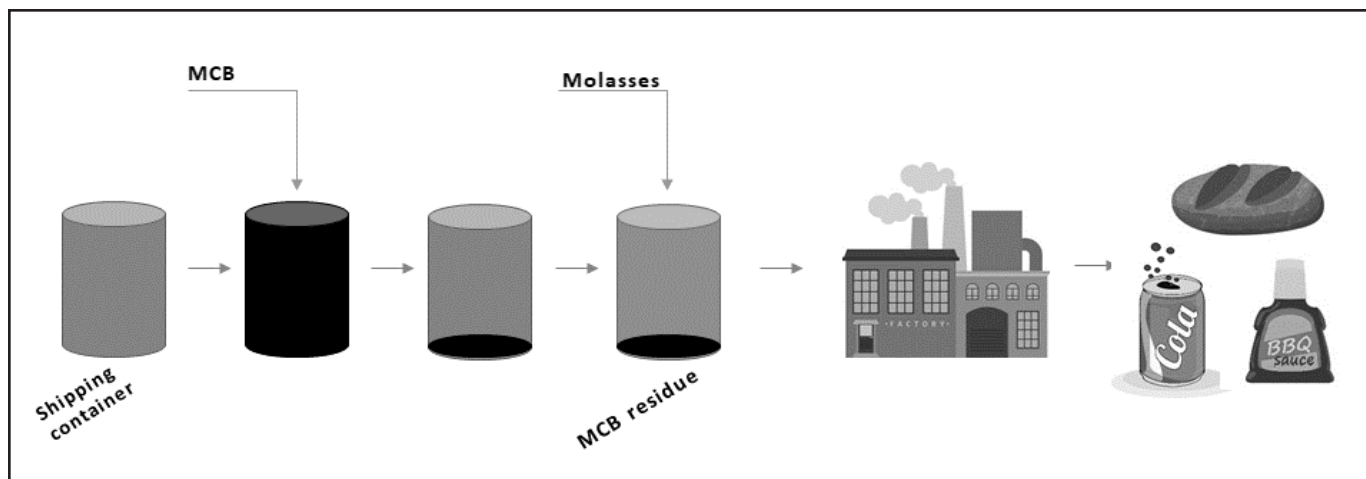 MCB
Molasses
Shipping
container
MCB residue
FACTORY
Cola
BBQ
sauce